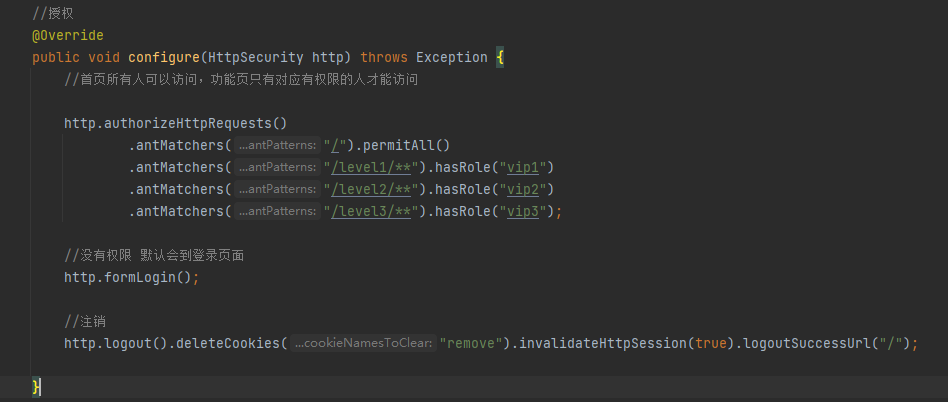 //授权
@Override
public void configure(HttpSecurity http) throws Exception {
//首页所有人可以访问，功能页只有对应有权限的人才能访问
http.authorizeHttpRequests()
.antMatchers( ...antPatterns: "/").permitAll()
.antMatchers( ...antPatterns: "/level1/**").hasRole("vip1")
.antMatchers( ...antPatterns: "/level2/**").hasRole("vip2")
.antMatchers( ...antPatterns: "/level3/**").hasRole("vip3");
//没有权限 默认会到登录页面
http.formLogin();
//注销
http.logout().deleteCookies( ...cookieNamesToClear: "remove").invalidateHttpSession(true).logoutSuccessUrl("/");
}